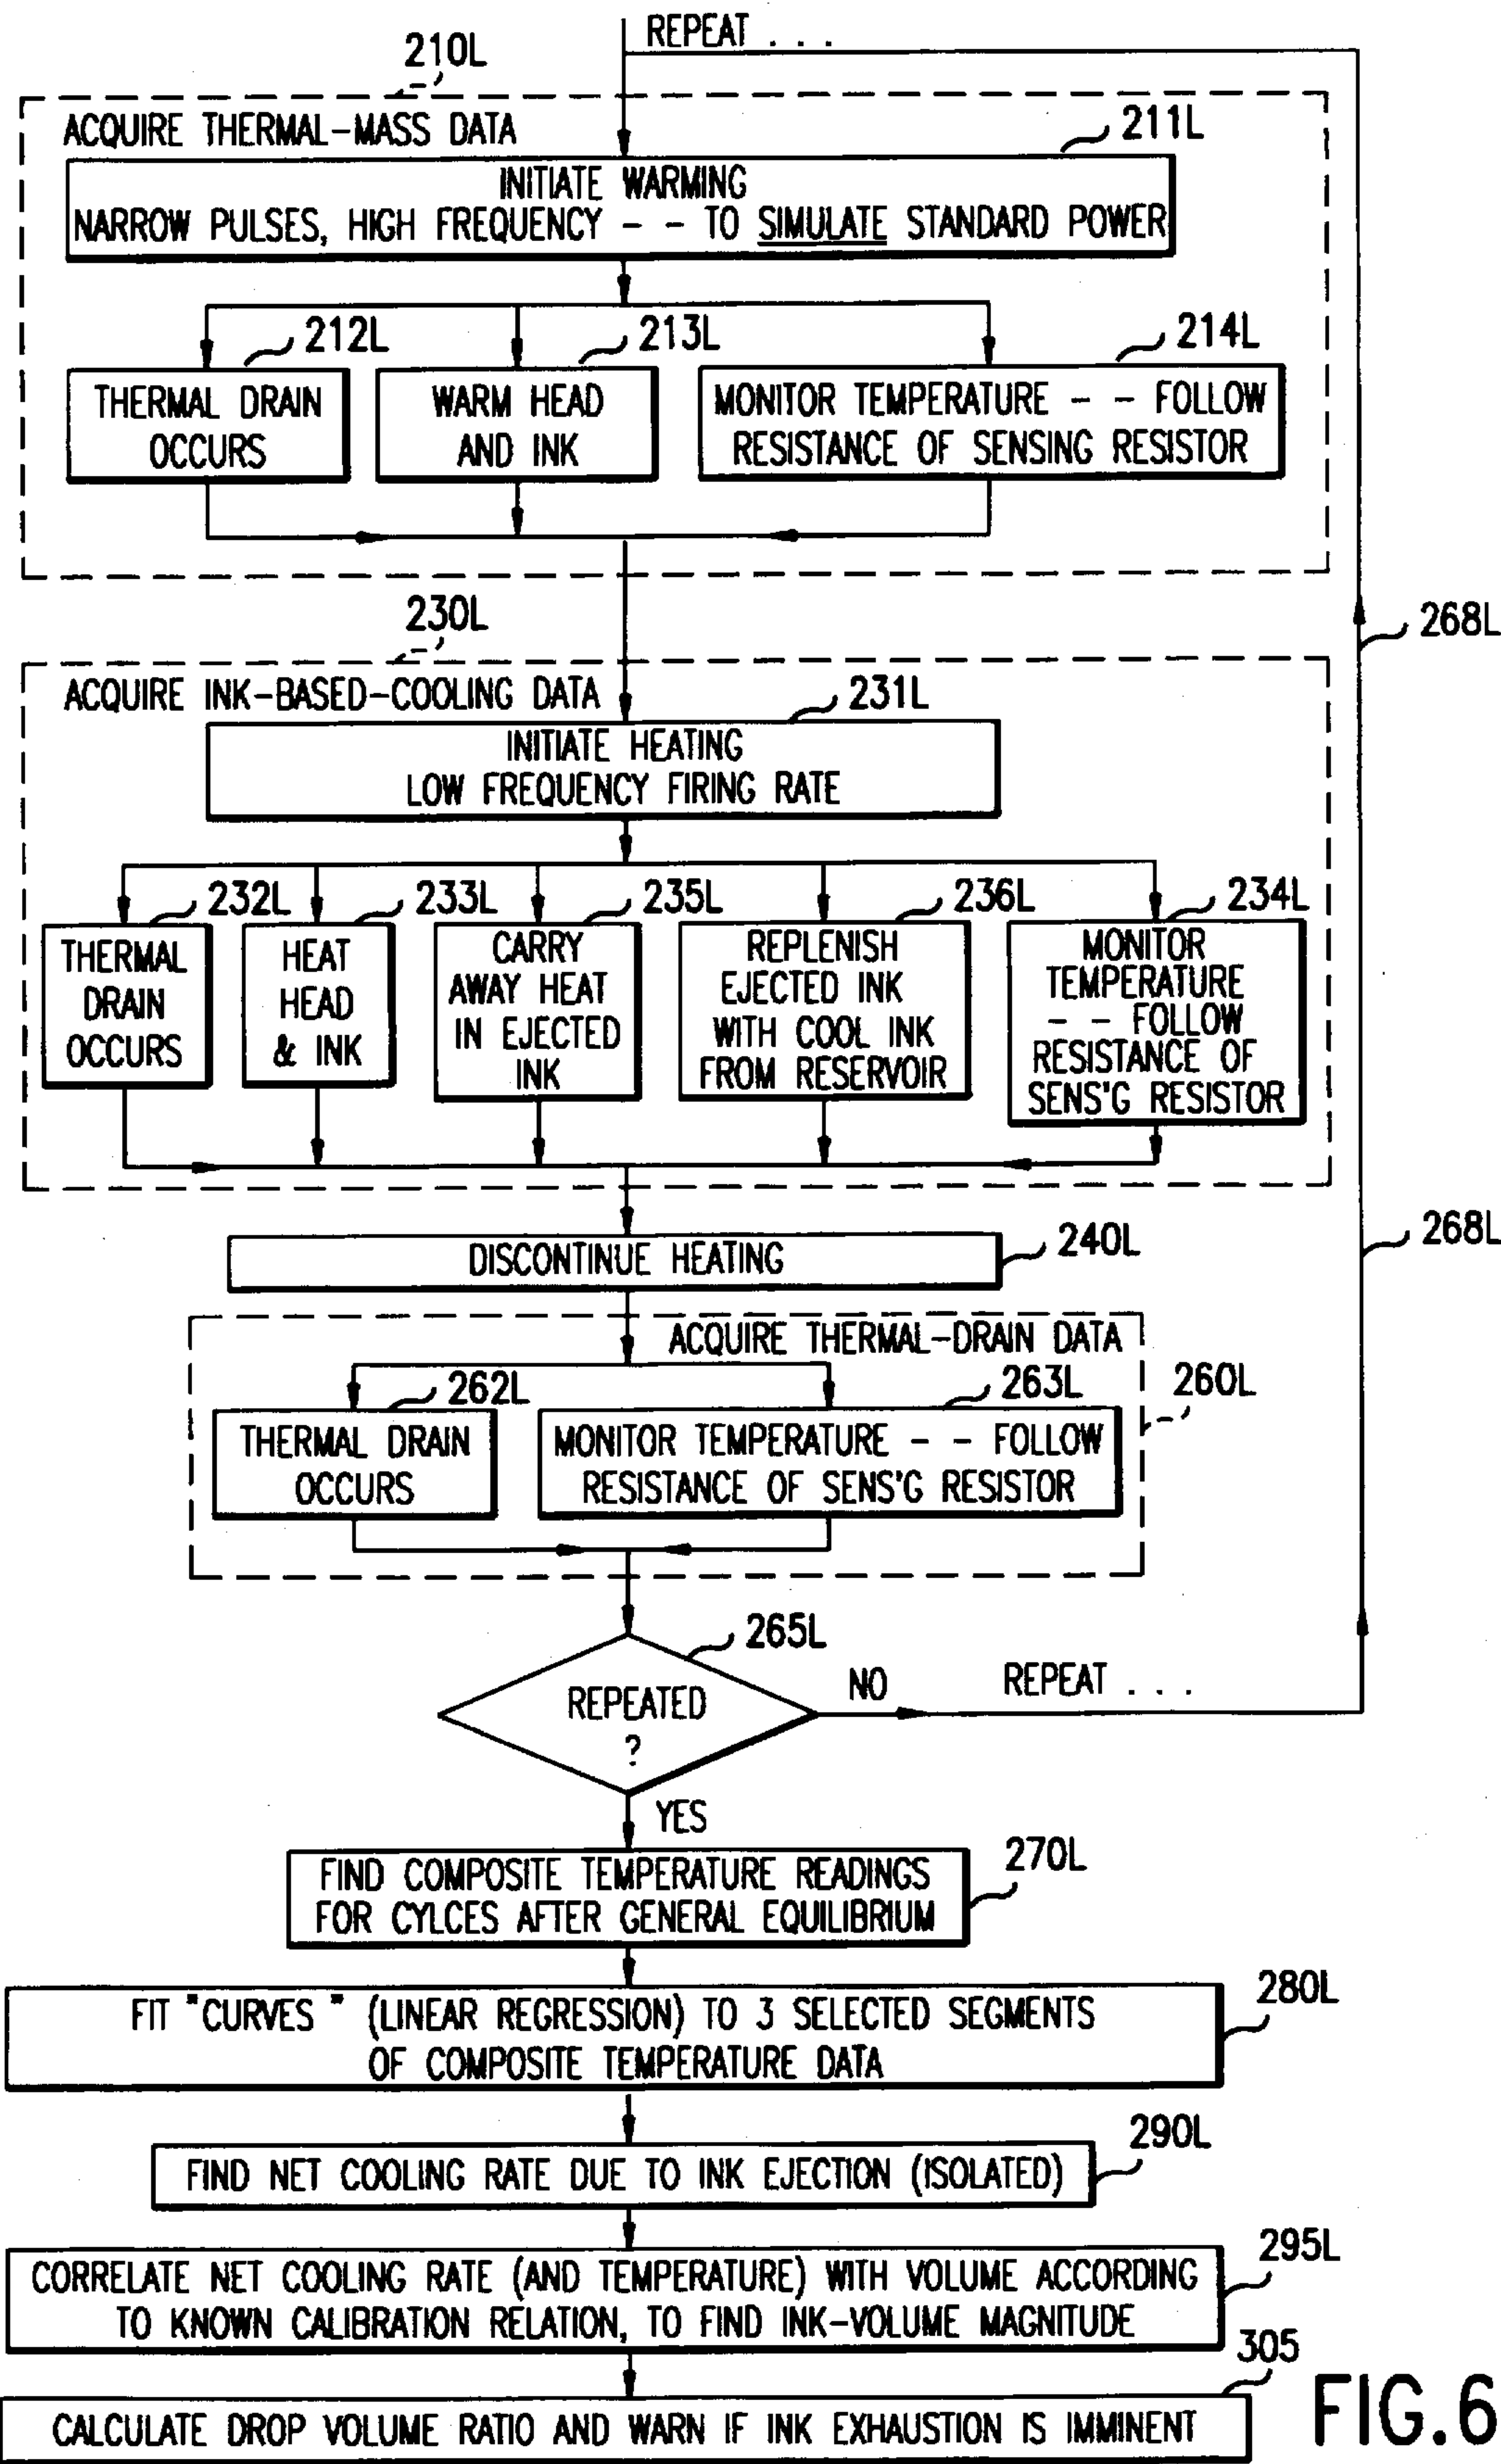 REPEAT . . .
210L
ACQUIRE THERMAL-MASS DATA
211L
INITIATE WARMING
NARROW PULSES, HIGH FREQUENCY - - TO SIMULATE STANDARD POWER
212L
THERMAL DRAIN
OCCURS
213L
WARM HEAD
AND INK
214L
MONITOR TEMPERATURE - - FOLLOW
RESISTANCE OF SENSING RESISTOR
268L
230L
ACQUIRE INK-BASED-COOLING DATA
231L
INITIATE HEATING
LOW FREQUENCY FIRING RATE
232L
THERMAL
DRAIN
OCCURS
233L
HEAT
HEAD
& INK
235L
CARRY
AWAY HEAT
IN EJECTED
INK
236L
REPLENISH
EJECTED INK
WITH COOL INK
FROM RESERVOIR
234L
MONITOR
TEMPERATURE
- - FOLLOW
RESISTANCE OF
SENS'G RESISTOR
268L
DISCONTINUE HEATING
240L
ACQUIRE THERMAL-DRAIN DATA
260L
262L
THERMAL DRAIN
OCCURS
263L
MONITOR TEMPERATURE - - FOLLOW
RESISTANCE OF SENS'G RESISTOR
265L
REPEATED
?
NO
REPEAT . . .
YES
270L
FIND COMPOSITE TEMPERATURE READINGS
FOR CYLCES AFTER GENERAL EQUILIBRIUM
280L
FIT "CURVES" (LINEAR REGRESSION) TO 3 SELECTED SEGMENTS
OF COMPOSITE TEMPERATURE DATA
290L
FIND NET COOLING RATE DUE TO INK EJECTION (ISOLATED)
295L
CORRELATE NET COOLING RATE (AND TEMPERATURE) WITH VOLUME ACCORDING
TO KNOWN CALIBRATION RELATION, TO FIND INK-VOLUME MAGNITUDE
305
CALCULATE DROP VOLUME RATIO AND WARN IF INK EXHAUSTION IS IMMINENT
FIG.6